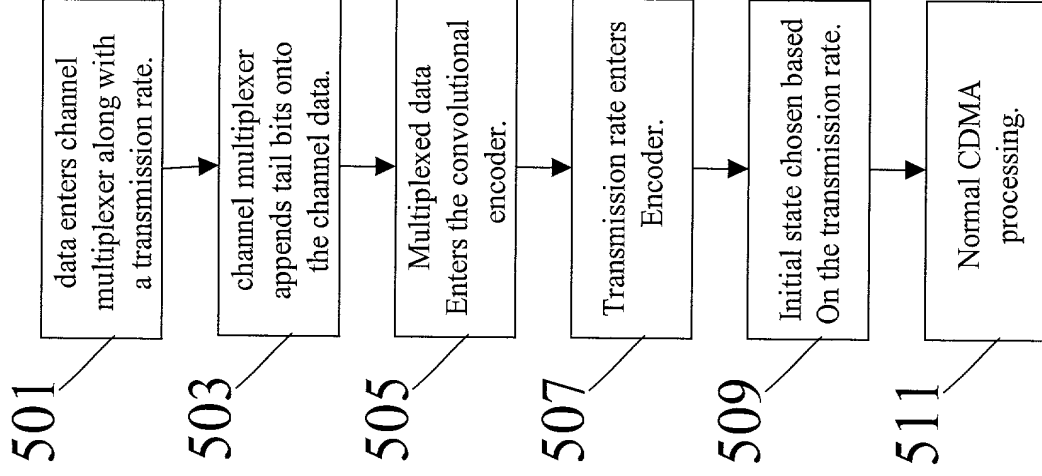 501
data enters channel
multiplexer along with
a transmission rate.
503
channel multiplexer
appends tail bits onto
the channel data.
505
Multiplexed data
Enters the convolutional
encoder.
507
Transmission rate enters
Encoder.
509
Initial state chosen based
On the transmission rate.
511
Normal CDMA
processing.